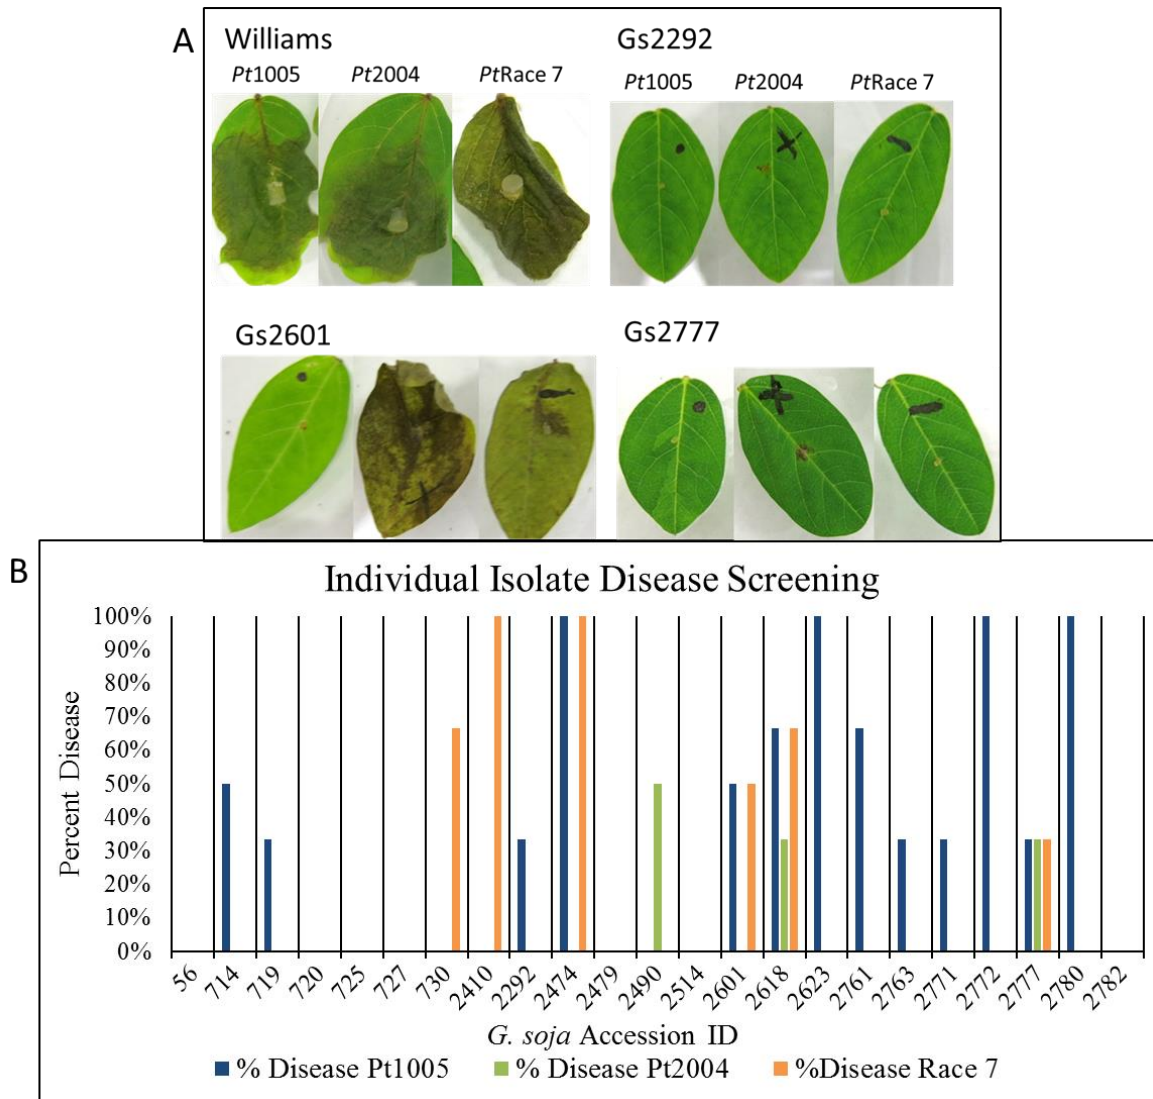 A
Williams
Pt1005 Pt2004 PtRace 7
Gs2292
Pt1005 Pt2004 PtRace 7
Gs2601
Gs2777
B
Individual Isolate Disease Screening
100%
90%
80%
70%
60%
50%
40%
30%
20%
10%
0%
Percent Disease
56 714 719 720 725 727 730 2410 2292 2474 2479 2490 2514 2601 2618 2623 2761 2763 2771 2772 2777 2780 2782
G. soja Accession ID
% Disease Pt1005 % Disease Pt2004 %Disease Race 7